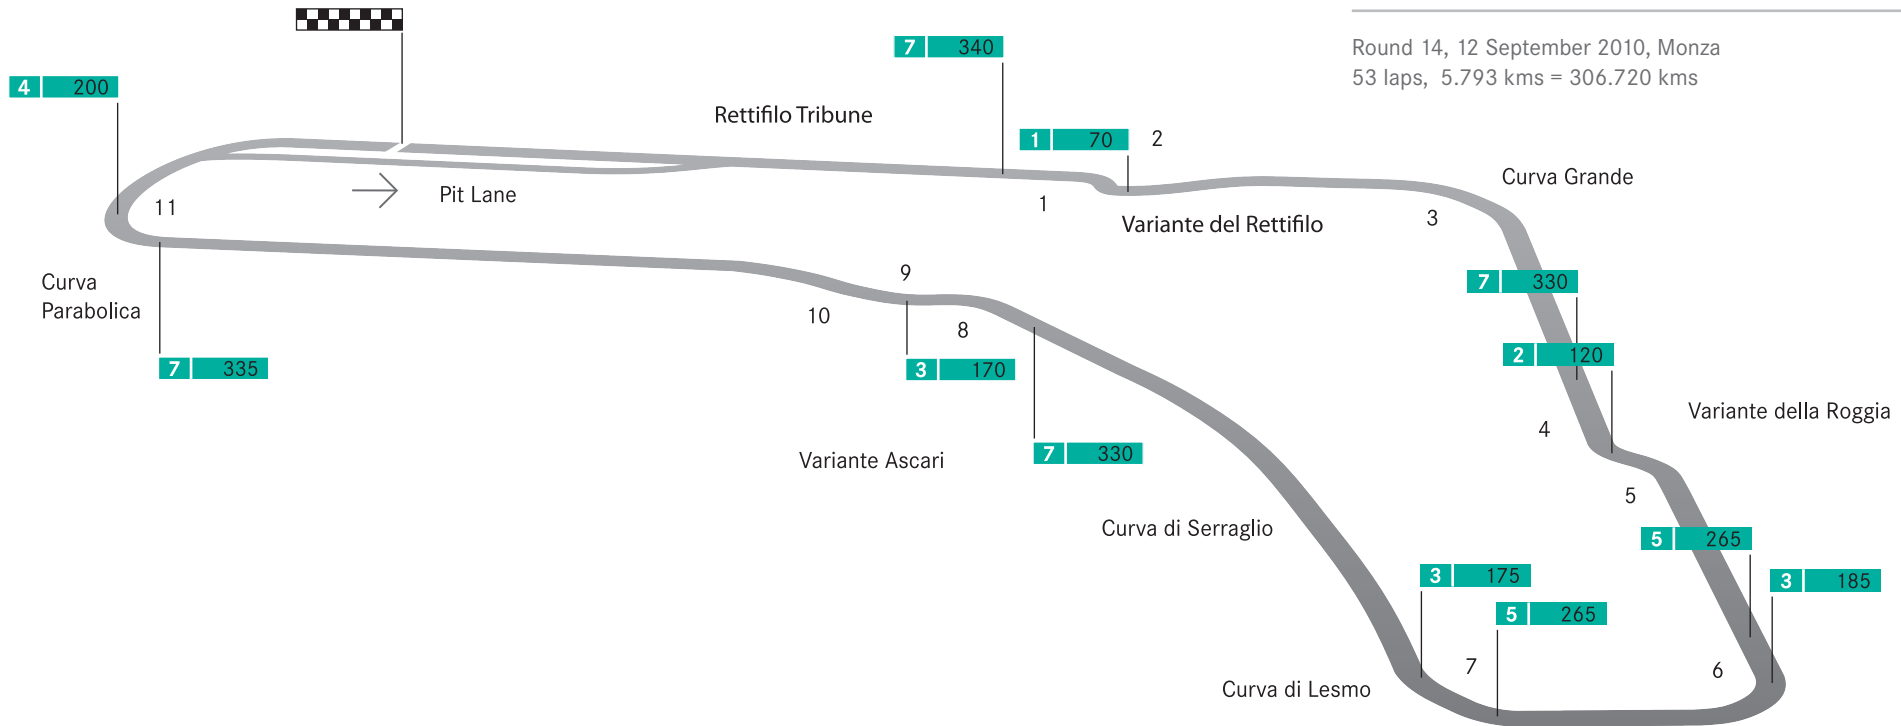 Round 14, 12 September 2010, Monza
53 laps, 5.793 kms = 306.720 kms
7 340
4 200
Rettifilo Tribune
1 70
2
Curva Grande
Pit Lane
11
1
3
Variante del Rettifilo
9
7 330
Curva
Parabolica
10
8
2 120
7 335
3 170
Variante della Roggia
4
7 330
Variante Ascari
5
Curva di Serraglio
5 265
3 175
3 185
5 265
7
6
Curva di Lesmo